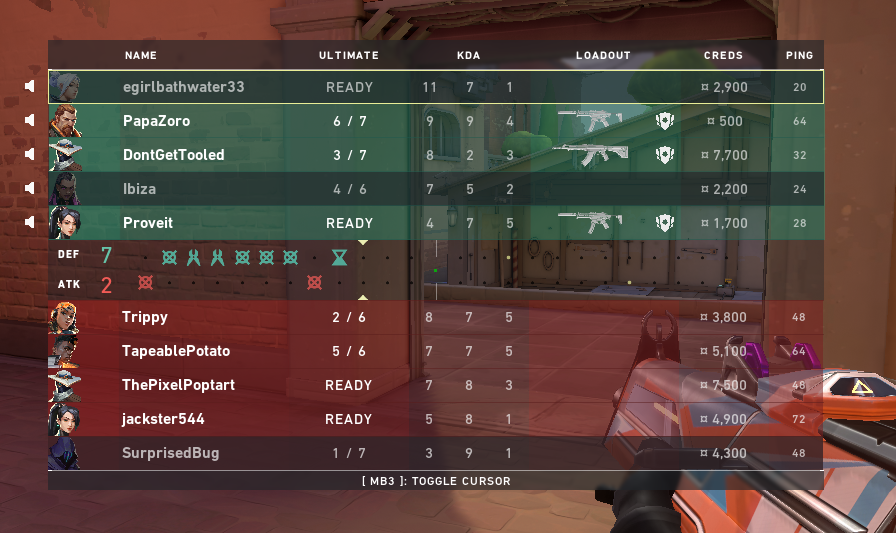 NAME ULTIMATE KDA LOADOUT CREDS PING
egirlbathwater33 READY 11 7 1 ¤ 2,900 20
PapaZoro 6 / 7 9 9 4 ¤ 500 64
DontGetTooled 3 / 7 8 2 3 ¤ 7,700 32
Ibiza 4 / 6 7 5 2 ¤ 2,200 24
Proveit READY 4 7 5 ¤ 1,700 28
DEF 7
ATK 2
Trippy 2 / 6 8 7 5 ¤ 3,800 48
TapeablePotato 5 / 6 7 7 5 ¤ 5,100 64
ThePixelPoptart READY 7 8 3 ¤ 7,500 48
jackster544 READY 5 8 1 ¤ 4,900 72
SurprisedBug 1 / 7 3 9 1 ¤ 4,300 48
[ MB3 ]: TOGGLE CURSOR